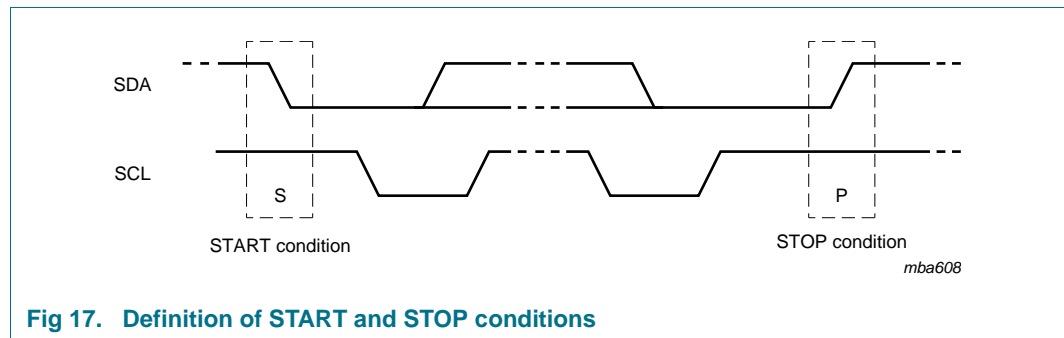 SDA
SCL
S
P
START condition
STOP condition
mba608
Fig 17. Definition of START and STOP conditions